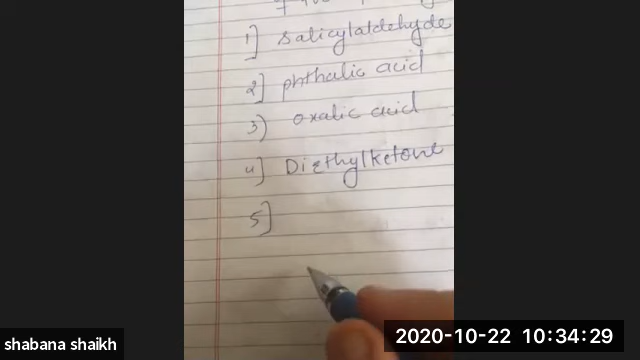 1] Salicylaldehyde
2] phthalic acid
3) oxalic acid
4] Diethylketone
5]
shabana shaikh
2020-10-22 10:34:29